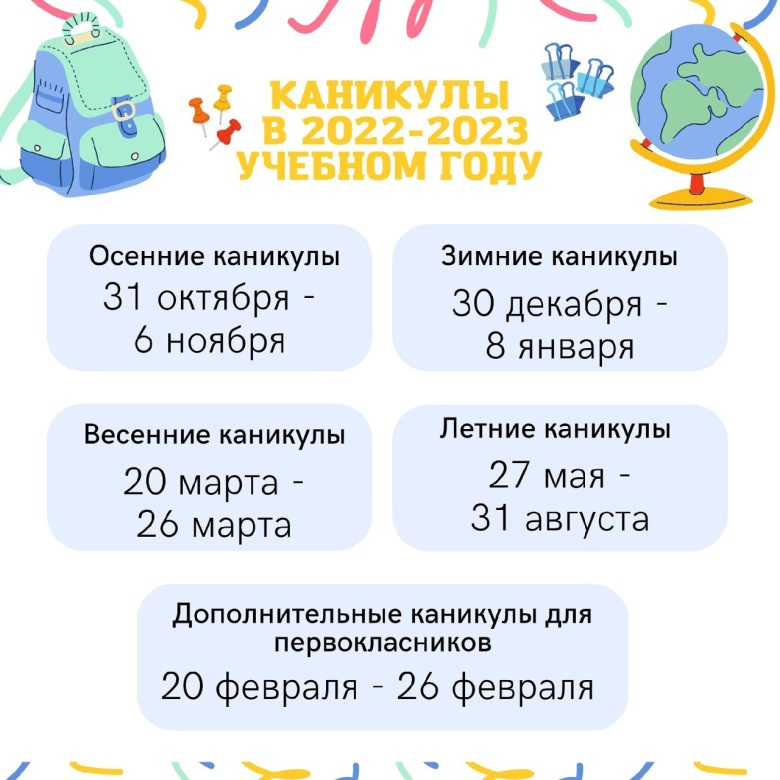 КАНИКУЛЫ
В 2022-2023
УЧЕБНОМ ГОДУ
Осенние каникулы
31 октября -
6 ноября
Зимние каникулы
30 декабря -
8 января
Весенние каникулы
20 марта -
26 марта
Летние каникулы
27 мая -
31 августа
Дополнительные каникулы для
первокласников
20 февраля - 26 февраля